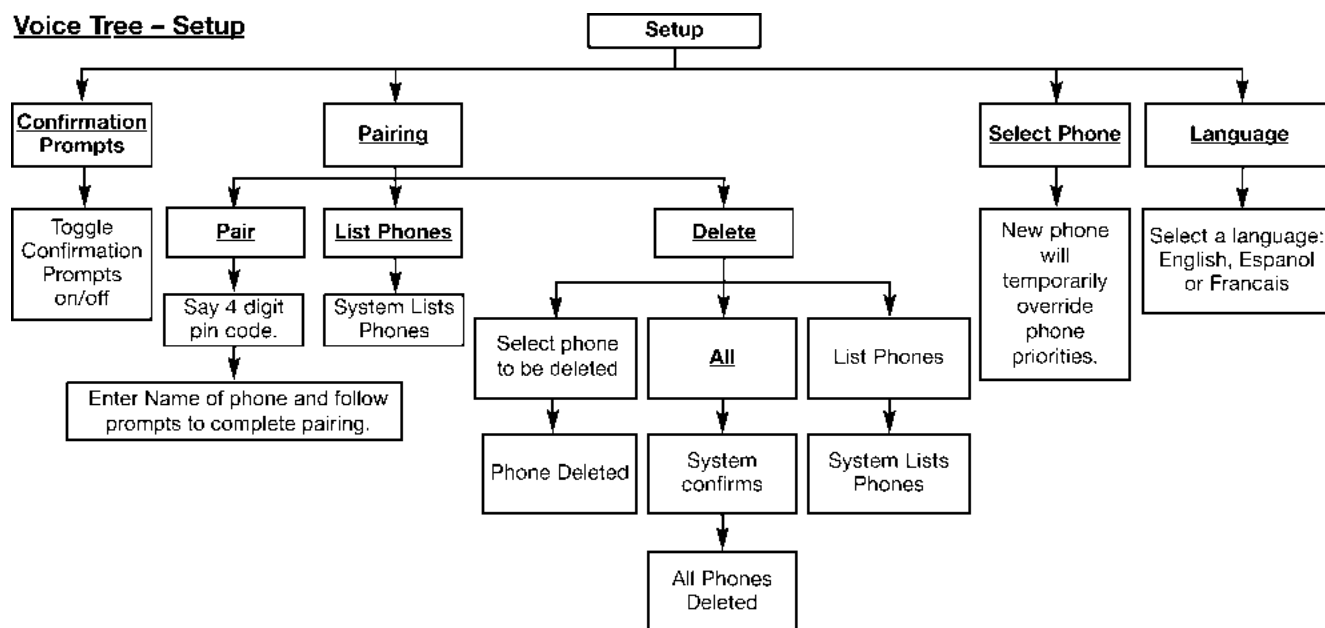 Voice Tree – Setup
Setup
Confirmation
Prompts
Pairing
Select Phone
Language
Toggle
Confirmation
Prompts
on/off
Pair
List Phones
Delete
New phone
will
temporarily
override
phone
priorities.
Select a language:
English, Espanol
or Francais
Say 4 digit
pin code.
System Lists
Phones
Select phone
to be deleted
All
List Phones
Enter Name of phone and follow
prompts to complete pairing.
Phone Deleted
System
confirms
System Lists
Phones
All Phones
Deleted